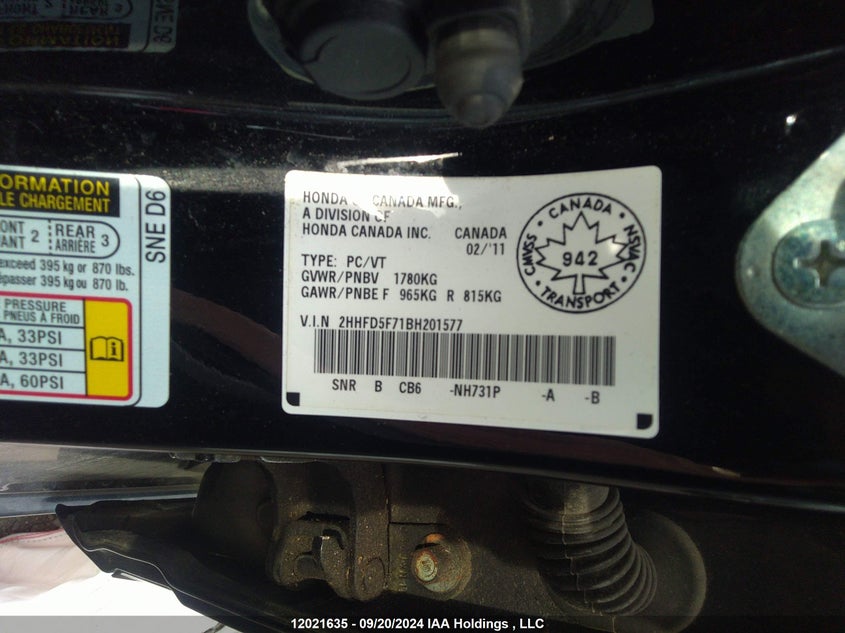 ORMATION
LE CHARGEMENT
ONT
ANT 2
REAR
ARRIÈRE 3
exceed 395 kg or 870 lbs.
épasser 395 kg ou 870 lb.
PRESSURE
PNEUS À FROID
A, 33PSI
A, 33PSI
A, 60PSI
SNE D6
HONDA CANADA MFG.,
A DIVISION OF
HONDA CANADA INC. CANADA
02/'11
TYPE: PC/VT
GVWR/PNBV 1780KG
GAWR/PNBE F 965KG R 815KG
V.I.N 2HHFD5F71BH201577
SNR B CB6 -NH731P -A -B
CANADA
CMVSS
942
NSVAC
TRANSPORT
12021635 - 09/20/2024 IAA Holdings , LLC